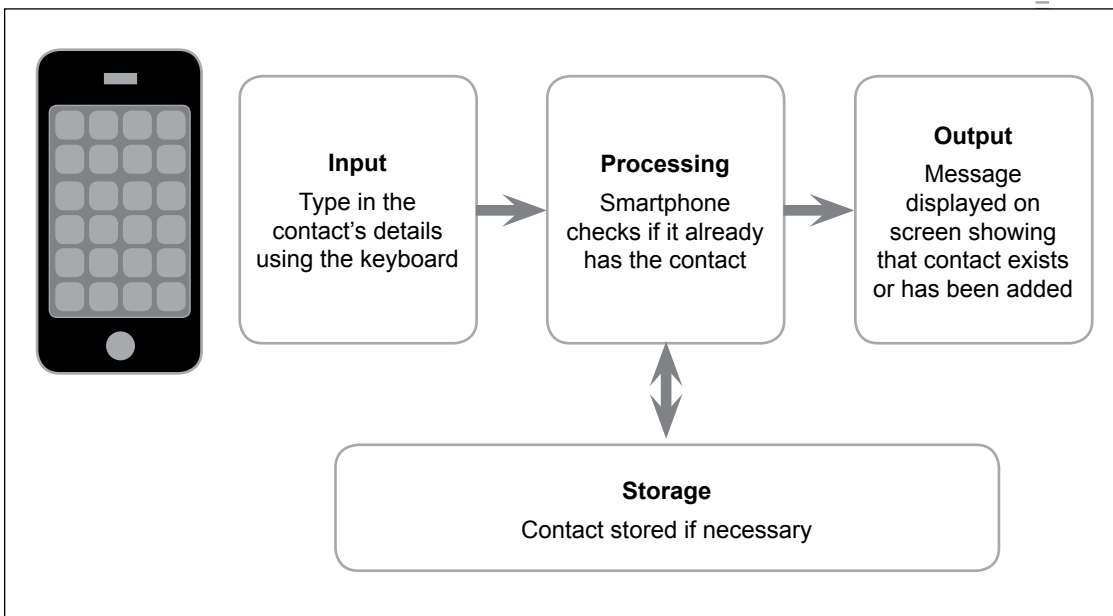 Input
Type in the
contact's details
using the keyboard
Processing
Smartphone
checks if it already
has the contact
Output
Message
displayed on
screen showing
that contact exists
or has been added
Storage
Contact stored if necessary